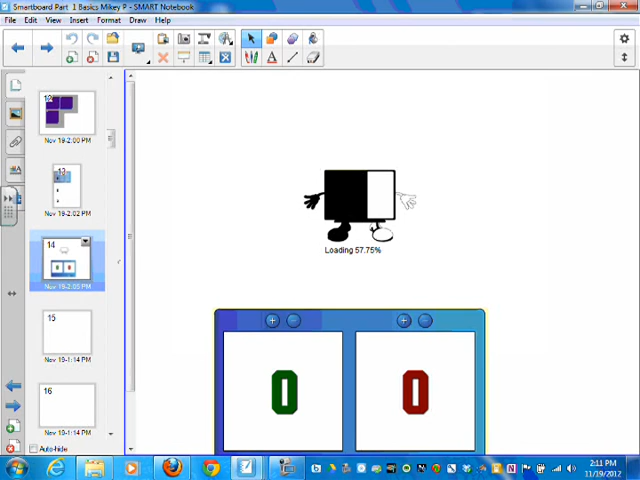 Smartboard Part 1 Basics Mikey P - SMART Notebook
File Edit View Insert Format Draw Help
12
Nov 19-2:00 PM
13
Nov 19-2:02 PM
14
Nov 19-2:05 PM
15
Nov 19-1:14 PM
16
Nov 19-1:14 PM
Auto-hide
Loading 57.75%
0 0
2:11 PM
11/19/2012